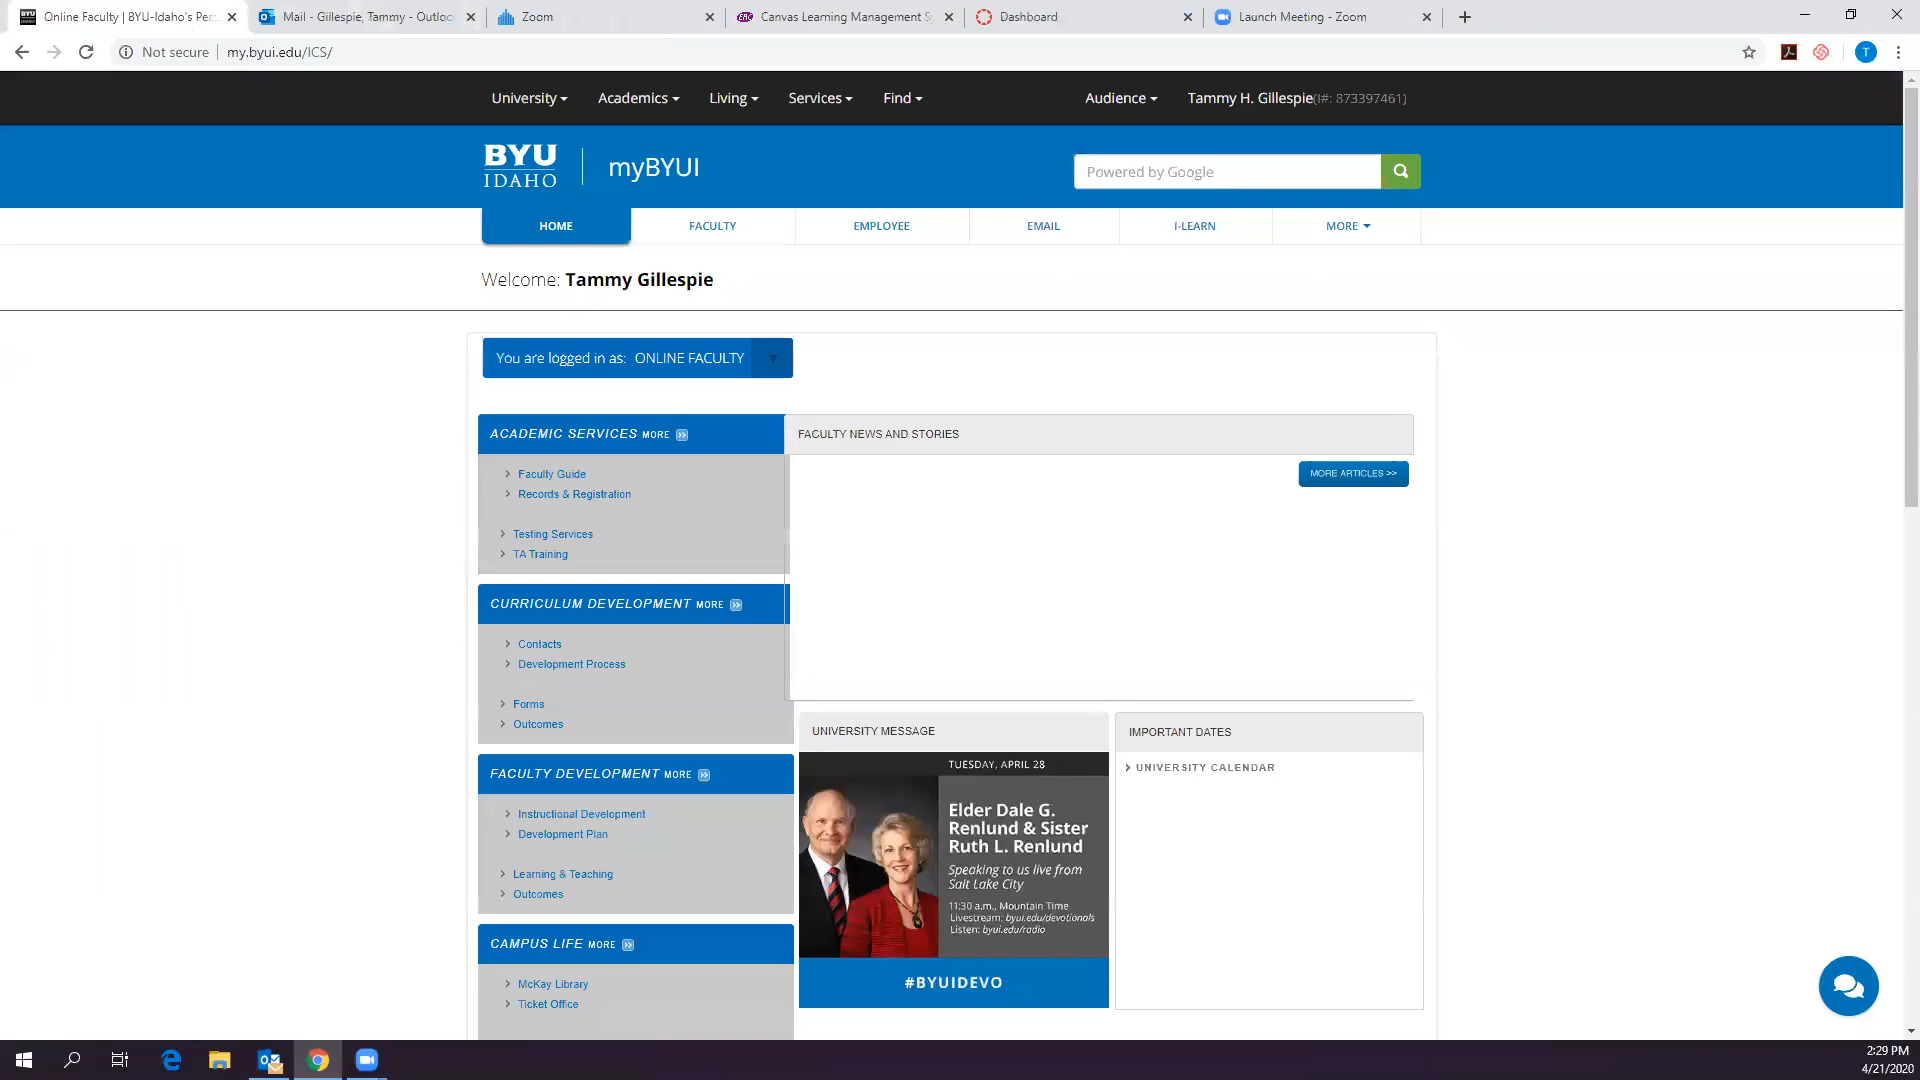 Online Faculty | BYU-Idaho's Pers
Mail - Gillespie, Tammy - Outloo
Zoom
Canvas Learning Management S
Dashboard
Launch Meeting - Zoom
Not secure
my.byui.edu/ICS/
T
University
Academics
Living
Services
Find
Audience
Tammy H. Gillespie(I#: 873397461)
BYU
IDAHO
myBYUI
Powered by Google
HOME
FACULTY
EMPLOYEE
EMAIL
I-LEARN
MORE
Welcome: Tammy Gillespie
You are logged in as: ONLINE FACULTY
ACADEMIC SERVICES MORE
Faculty Guide
Records & Registration
Testing Services
TA Training
FACULTY NEWS AND STORIES
MORE ARTICLES >>
CURRICULUM DEVELOPMENT MORE
Contacts
Development Process
Forms
Outcomes
FACULTY DEVELOPMENT MORE
Instructional Development
Development Plan
Learning & Teaching
Outcomes
CAMPUS LIFE MORE
McKay Library
Ticket Office
UNIVERSITY MESSAGE
TUESDAY, APRIL 28
Elder Dale G.
Renlund & Sister
Ruth L. Renlund
Speaking to us live from
Salt Lake City
11:30 a.m., Mountain Time
Livestream: byui.edu/devotionals
Listen: byui.edu/radio
#BYUIDEVO
IMPORTANT DATES
UNIVERSITY CALENDAR
2:29 PM
4/21/2020